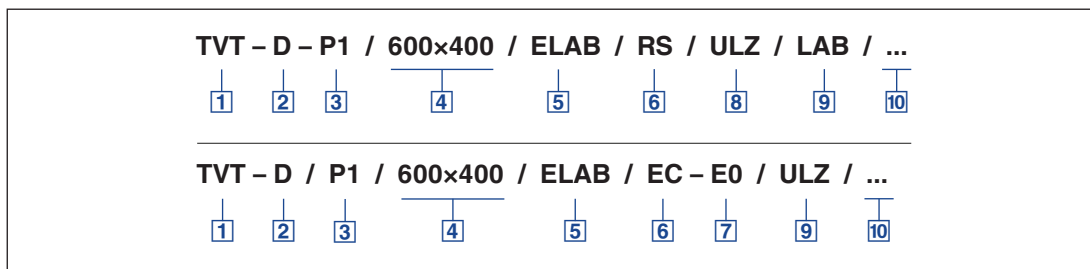 TVT – D – P1 / 600×400 / ELAB / RS / ULZ / LAB / ...
1 2 3 4 5 6 8 9 10
TVT – D / P1 / 600×400 / ELAB / EC – E0 / ULZ / ...
1 2 3 4 5 6 7 9 10